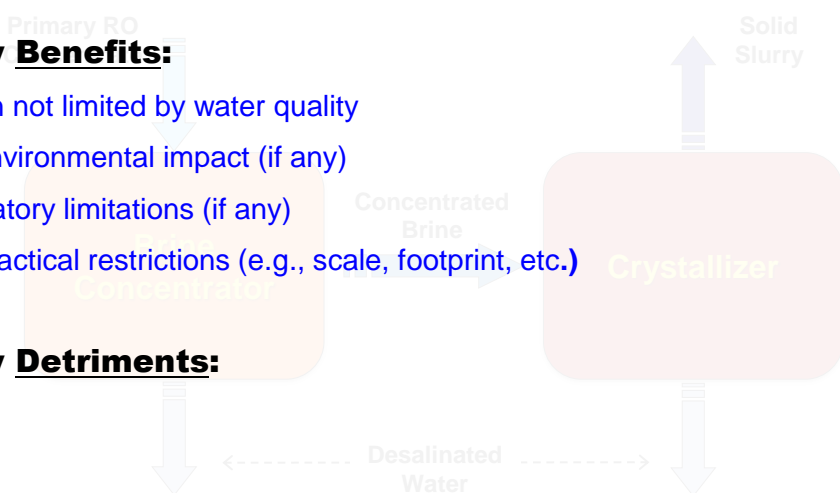 Primary RO
y Benefits:
n not limited by water quality
nvironmental impact (if any)
atory limitations (if any)
actical restrictions (e.g., scale, footprint, etc.)
y Detriments:
Solid
Slurry
Concentrated
Brine
Brine
Concentrator
Crystallizer
Desalinated
Water